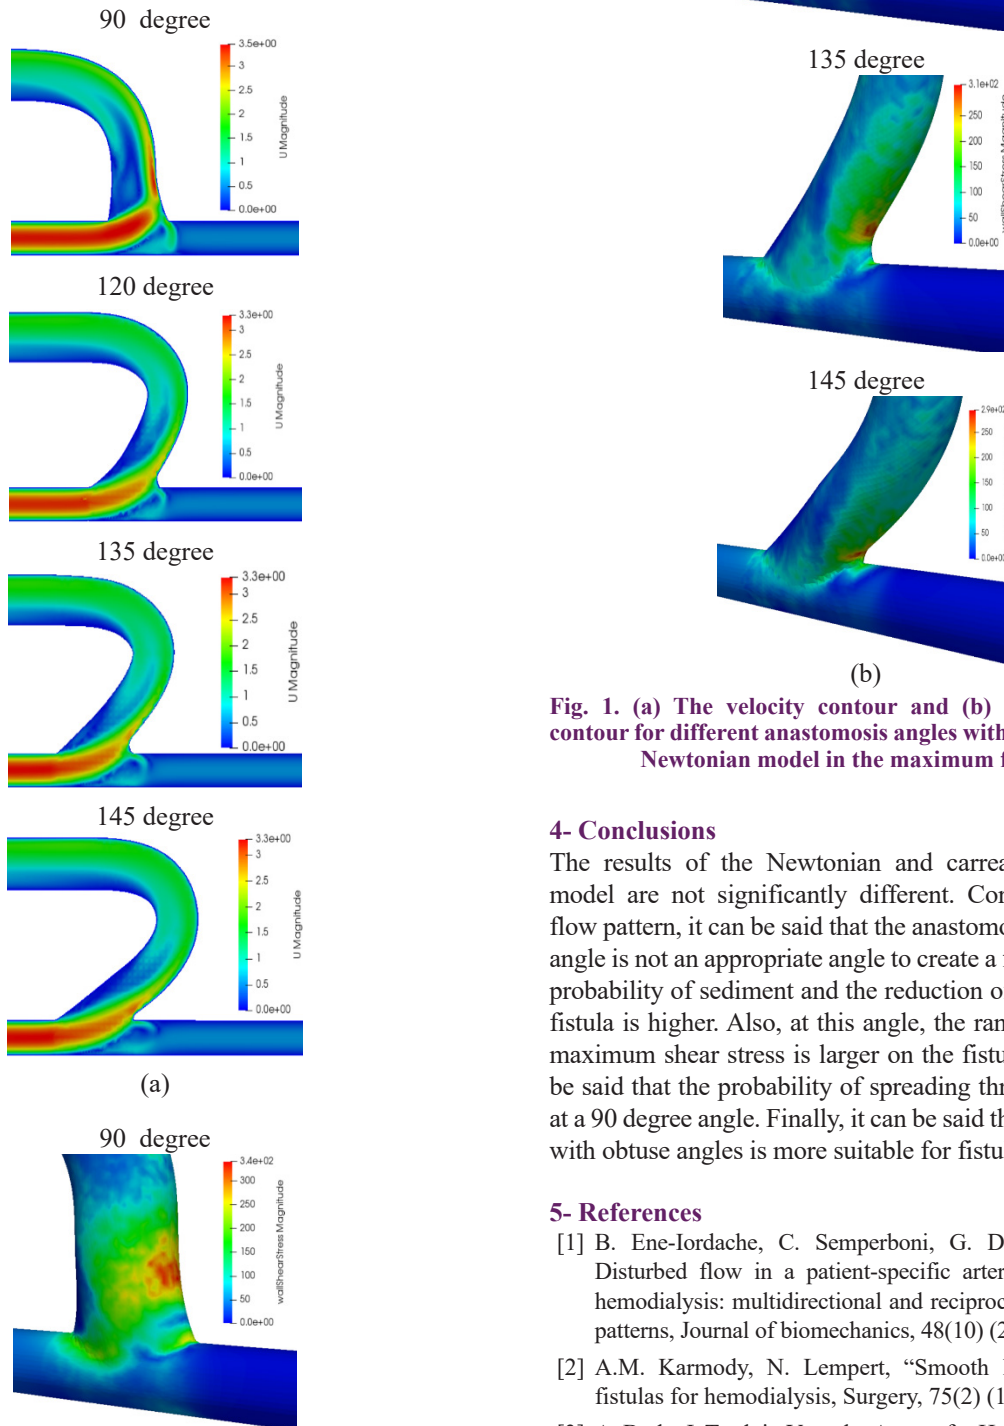 90 degree
3.5e+00
3
2.5
2
1.5
1
0.5
0.0e+00
U Magnitude
120 degree
3.3e+00
3
2.5
2
1.5
1
0.5
0.0e+00
U Magnitude
135 degree
3.3e+00
3
2.5
2
1.5
1
0.5
0.0e+00
U Magnitude
145 degree
3.3e+00
3
2.5
2
1.5
1
0.5
0.0e+00
U Magnitude
(a)
90 degree
3.4e+02
300
250
200
150
100
50
0.0e+00
wallShearStress Magnitude
135 degree
3.1e+02
250
200
150
100
50
0.0e+00
wallShearStress Magnitude
145 degree
2.9e+02
250
200
150
100
50
0.0e+00
(b)
Fig. 1. (a) The velocity contour and (b)
contour for different anastomosis angles with
Newtonian model in the maximum f
4- Conclusions
The results of the Newtonian and carrea
model are not significantly different. Con
flow pattern, it can be said that the anastomo
angle is not an appropriate angle to create a f
probability of sediment and the reduction o
fistula is higher. Also, at this angle, the ran
maximum shear stress is larger on the fistu
be said that the probability of spreading thr
at a 90 degree angle. Finally, it can be said th
with obtuse angles is more suitable for fistu
5- References
[1] B. Ene-Iordache, C. Semperboni, G. D
Disturbed flow in a patient-specific arter
hemodialysis: multidirectional and reciproc
patterns, Journal of biomechanics, 48(10) (2
[2] A.M. Karmody, N. Lempert, “Smooth
fistulas for hemodialysis, Surgery, 75(2) (1